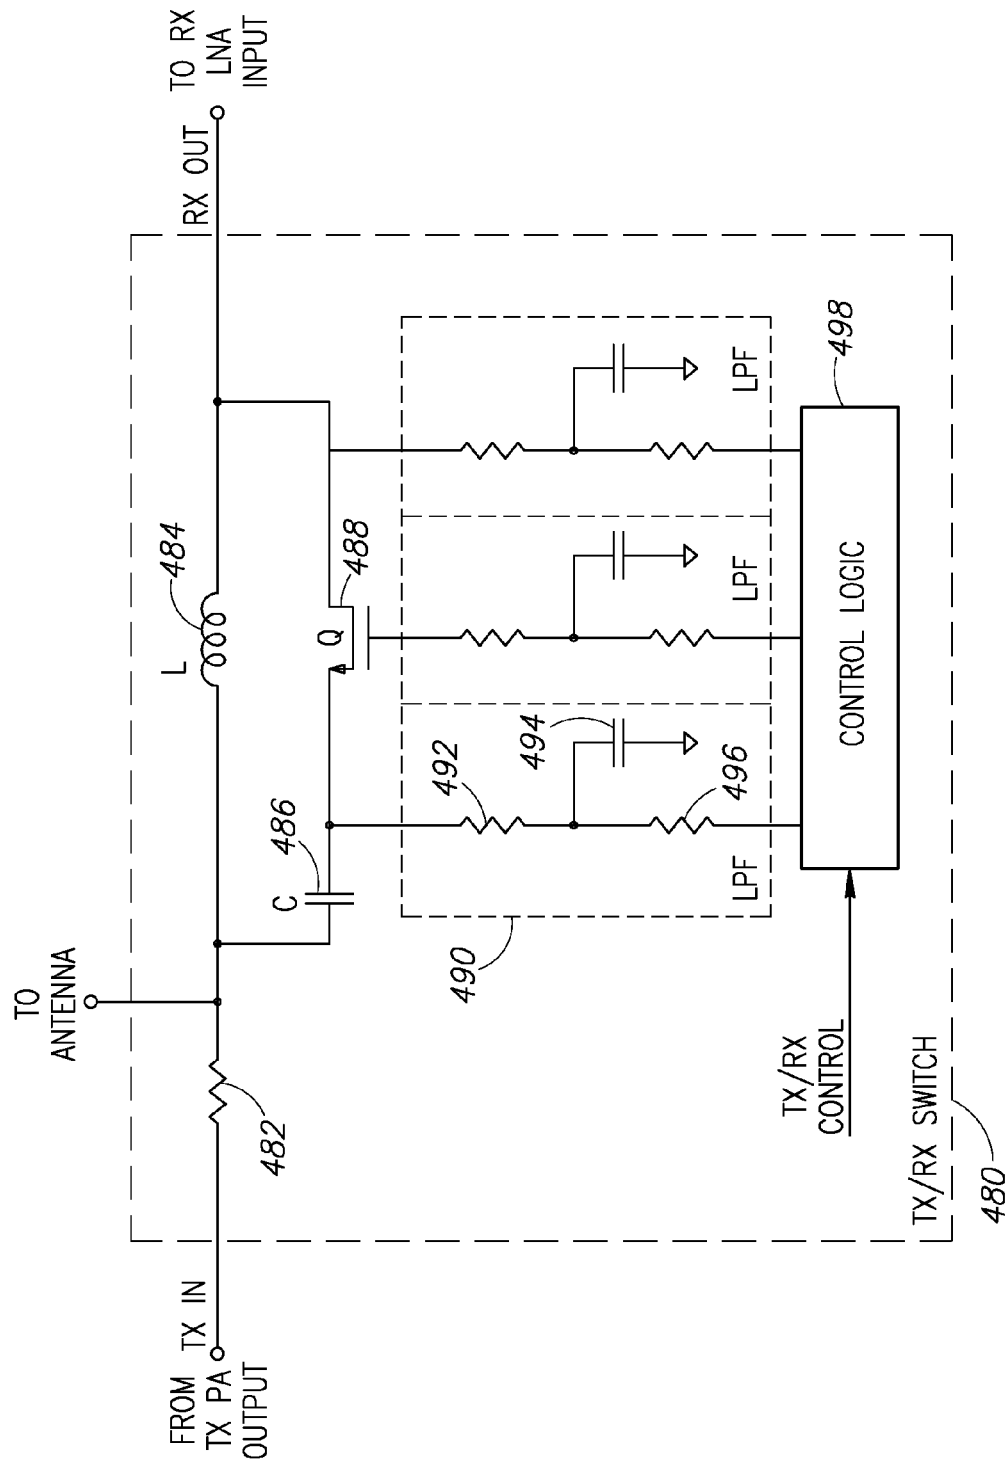 TO
ANTENNA
FROM
TX PA
OUTPUT
TX IN
482
L
484
RX OUT
TO RX
LNA
INPUT
C
486
Q
488
490
492
494
496
LPF
LPF
LPF
TX/RX
CONTROL
CONTROL LOGIC
498
TX/RX SWITCH
480